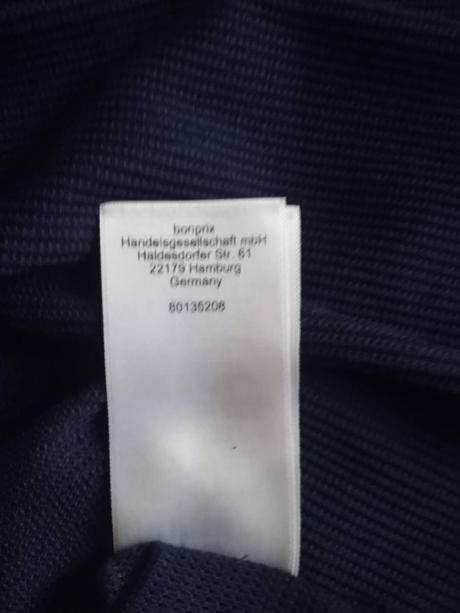 bonprix
Handelsgesellschaft mbH
Haldesdorfer Str. 61
22179 Hamburg
Germany
80135208